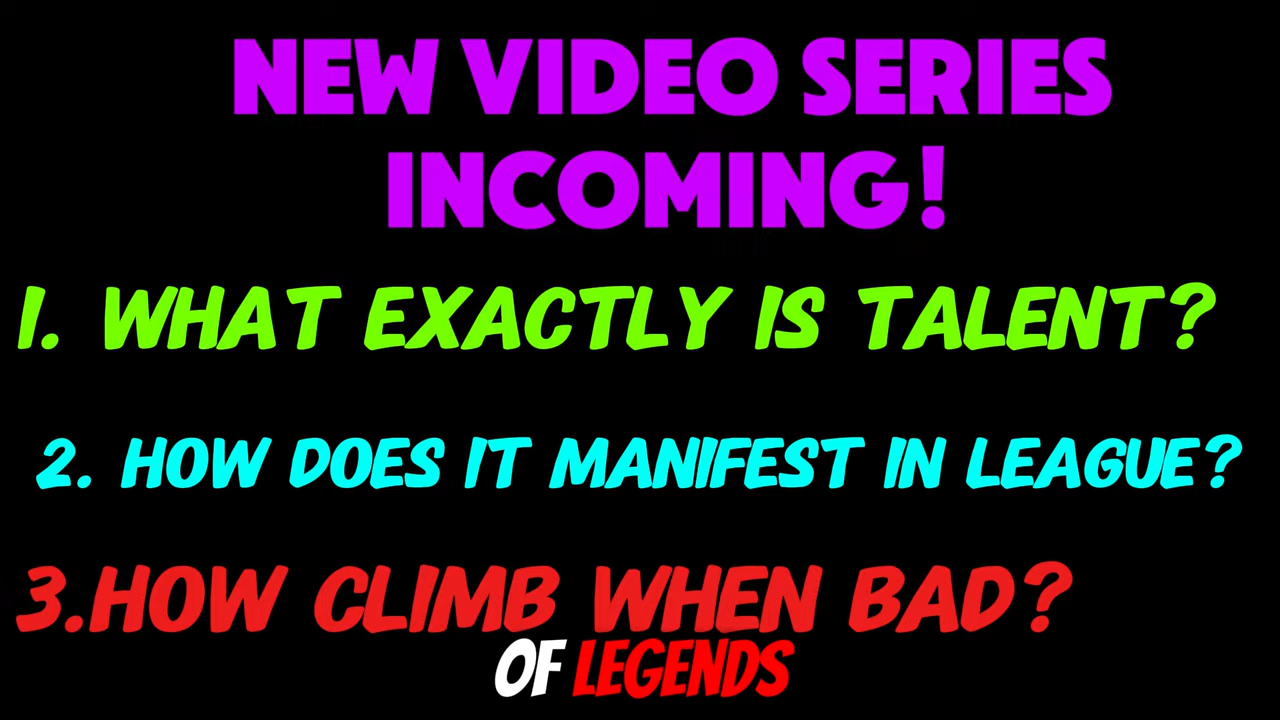 NEW VIDEO SERIES
INCOMING!
1. WHAT EXACTLY IS TALENT?
2. HOW DOES IT MANIFEST IN LEAGUE?
3.HOW CLIMB WHEN BAD?
OF LEGENDS